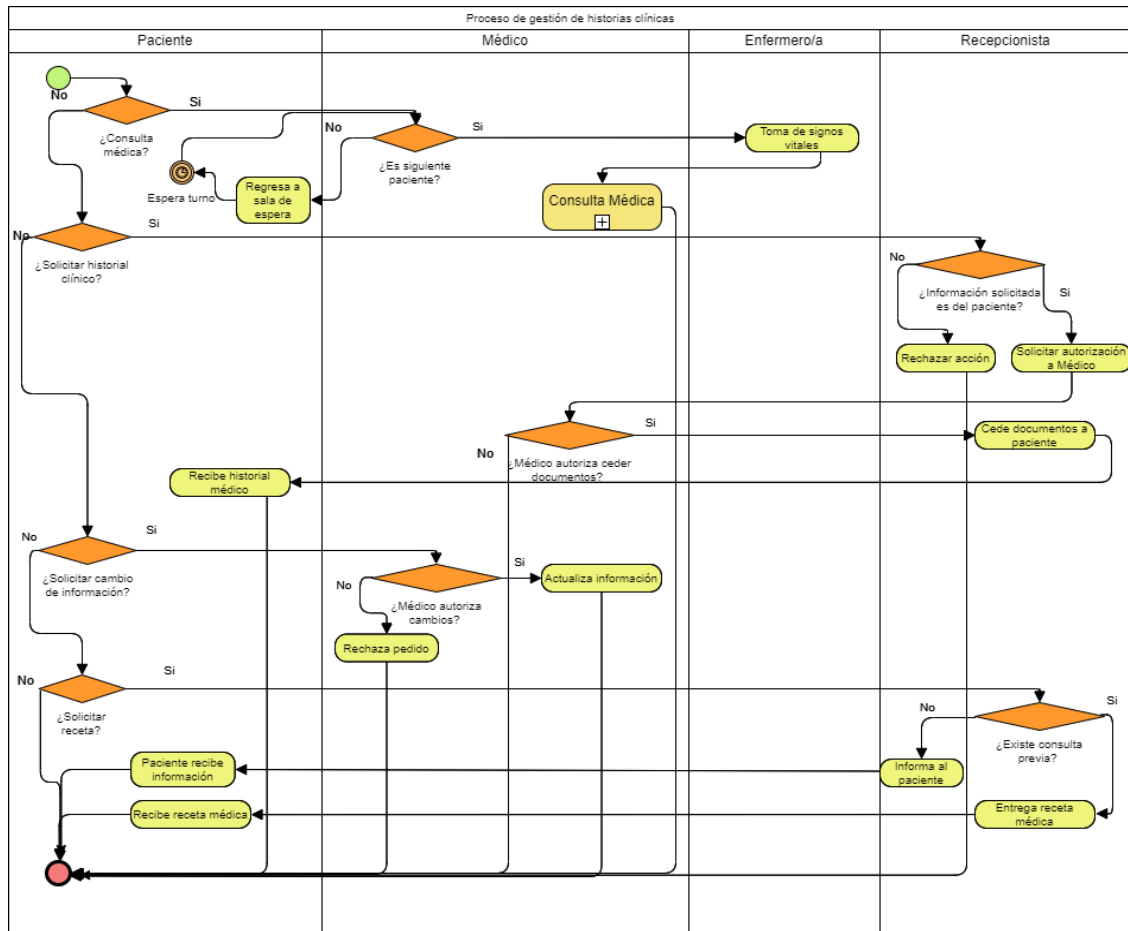 Proceso de gestión de historias clínicas
Paciente
Médico
Enfermero/a
Recepcionista
No
Si
¿Consulta
médica?
No
Si
¿Es siguiente
paciente?
Toma de signos
vitales
Espera turno
Regresa a
sala de
espera
Consulta Médica
No
Si
¿Solicitar historial
clínico?
No
¿Información solicitada
es del paciente?
Si
Rechazar acción
Solicitar autorización
a Médico
No
Si
¿Médico autoriza ceder
documentos?
Cede documentos a
paciente
Recibe historial
médico
No
Si
¿Solicitar cambio
de información?
No
Si
¿Médico autoriza
cambios?
Actualiza información
Rechaza pedido
No
Si
¿Solicitar
receta?
No
Si
¿Existe consulta
previa?
Paciente recibe
información
Informa al
paciente
Recibe receta médica
Entrega receta
médica